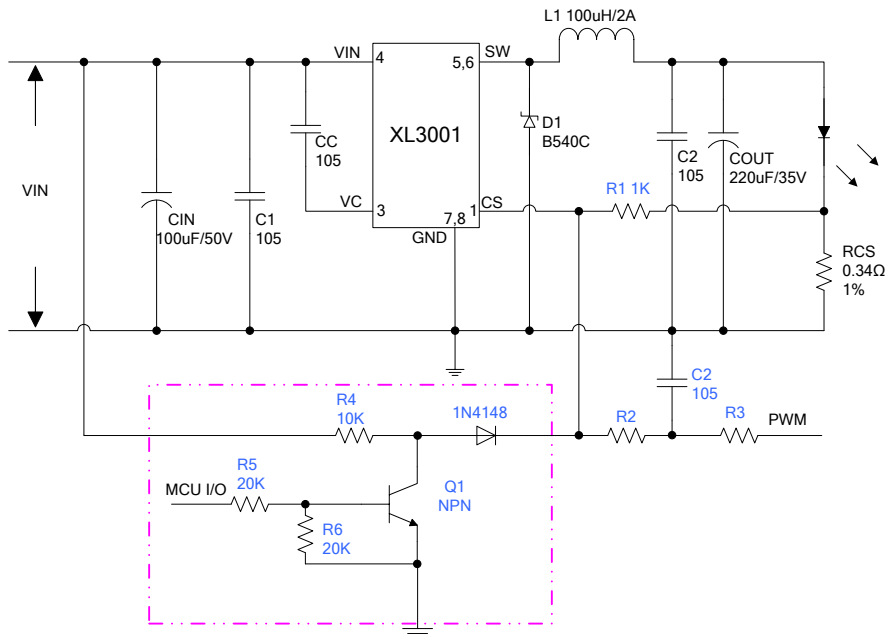 L1 100uH/2A
VIN
4
5,6
SW
XL3001
CC
105
D1
B540C
C2
105
COUT
220uF/35V
VIN
CIN
100uF/50V
C1
105
VC
3
7,8
1
CS
GND
R1 1K
RCS
0.34Ω
1%
R4
10K
1N4148
C2
105
R2
R3
PWM
MCU I/O
R5
20K
Q1
NPN
R6
20K